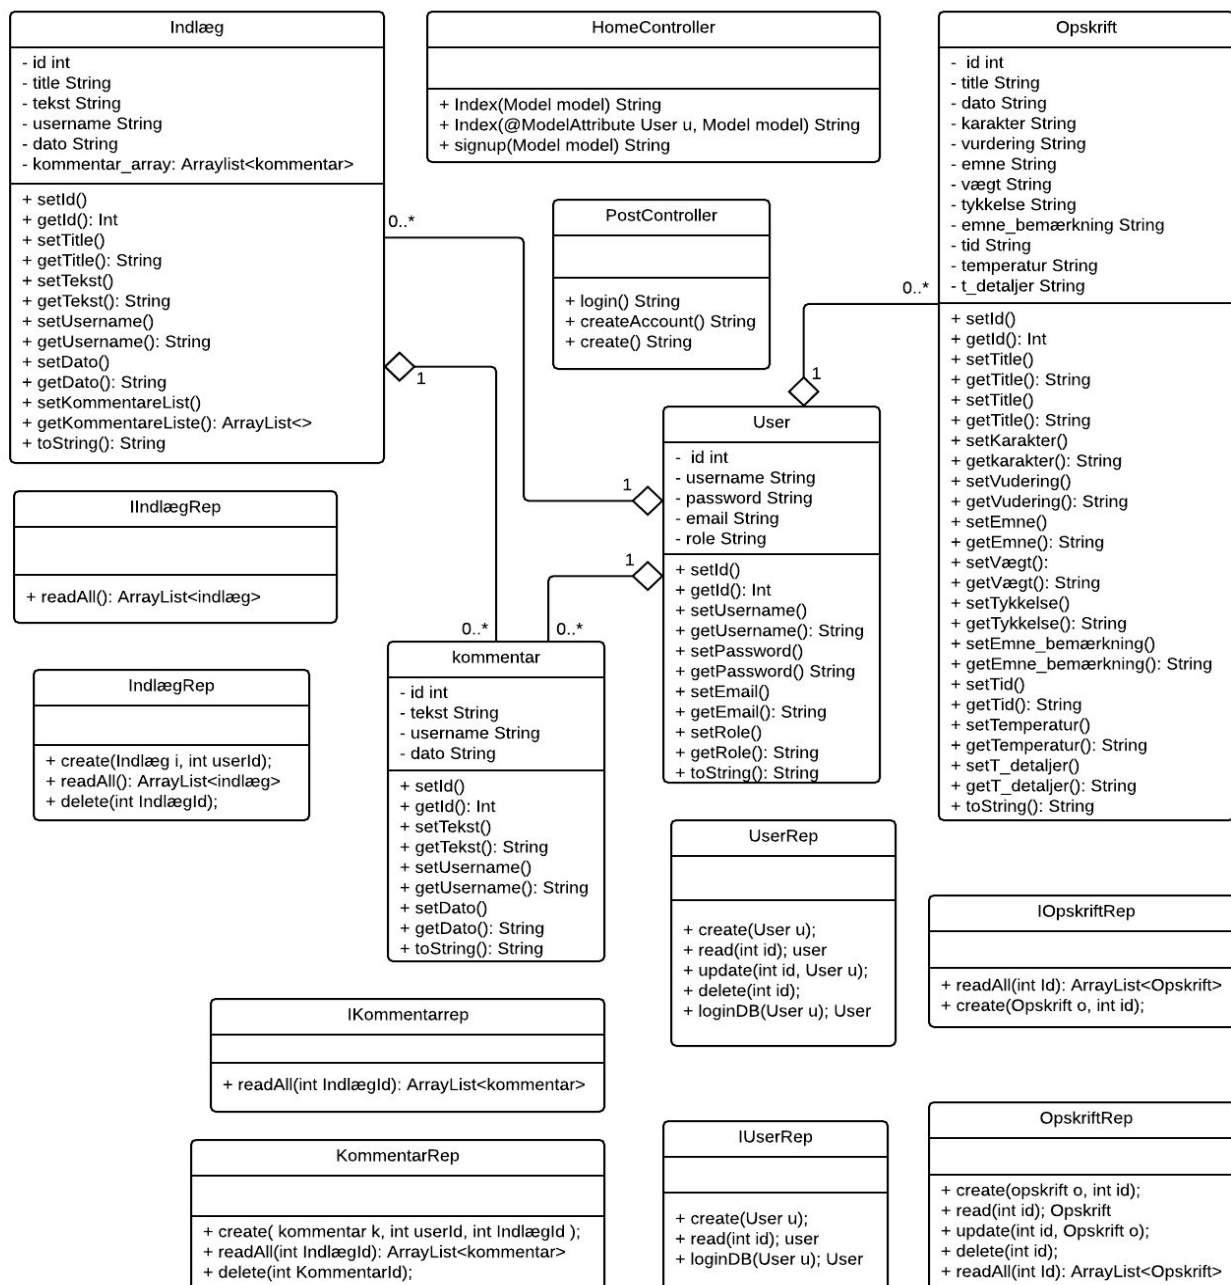 Indlæg
- id int
- title String
- tekst String
- username String
- dato String
- kommentar_array: Arraylist<kommentar>
+ setId()
+ getId(): Int
+ setTitle()
+ getTitle(): String
+ setTekst()
+ getTekst(): String
+ setUsername()
+ getUsername(): String
+ setDato()
+ getDato(): String
+ setKommentareList()
+ getKommentareListe(): ArrayList<>
+ toString(): String
HomeController
+ Index(Model model) String
+ Index(@ModelAttribute User u, Model model) String
+ signup(Model model) String
Opskrift
- id int
- title String
- dato String
- karakter String
- vurdering String
- emne String
- vægt String
- tykkelse String
- emne_bemærkning String
- tid String
- temperatur String
- t_detaljer String
+ setId()
+ getId(): Int
+ setTitle()
+ getTitle(): String
+ setTitle()
+ getTitle(): String
+ setKarakter()
+ getkarakter(): String
+ setVudering()
+ getVudering(): String
+ setEmne()
+ getEmne(): String
+ setVægt():
+ getVægt(): String
+ setTykkelse()
+ getTykkelse(): String
+ setEmne_bemærkning()
+ getEmne_bemærkning(): String
+ setTid()
+ getTid(): String
+ setTemperatur()
+ getTemperatur(): String
+ setT_detaljer()
+ getT_detaljer(): String
+ toString(): String
PostController
+ login() String
+ createAccount() String
+ create() String
0..*
0..*
1
1
1
1
0..*
0..*
User
- id int
- username String
- password String
- email String
- role String
+ setId()
+ getId(): Int
+ setUsername()
+ getUsername(): String
+ setPassword()
+ getPassword() String
+ setEmail()
+ getEmail(): String
+ setRole()
+ getRole(): String
+ toString(): String
IIndlægRep
+ readAll(): ArrayList<indlæg>
IndlægRep
+ create(Indlæg i, int userId);
+ readAll(): ArrayList<indlæg>
+ delete(int IndlægId);
kommentar
- id int
- tekst String
- username String
- dato String
+ setId()
+ getId(): Int
+ setTekst()
+ getTekst(): String
+ setUsername()
+ getUsername(): String
+ setDato()
+ getDato(): String
+ toString(): String
UserRep
+ create(User u);
+ read(int id); user
+ update(int id, User u);
+ delete(int id);
+ loginDB(User u); User
IOpskriftRep
+ readAll(int Id): ArrayList<Opskrift>
+ create(Opskrift o, int id);
IKommentarrep
+ readAll(int IndlægId): ArrayList<kommentar>
KommentarRep
+ create( kommentar k, int userId, int IndlægId );
+ readAll(int IndlægId): ArrayList<kommentar>
+ delete(int KommentarId);
IUserRep
+ create(User u);
+ read(int id); user
+ loginDB(User u); User
OpskriftRep
+ create(opskrift o, int id);
+ read(int id); Opskrift
+ update(int id, Opskrift o);
+ delete(int id);
+ readAll(int Id): ArrayList<Opskrift>